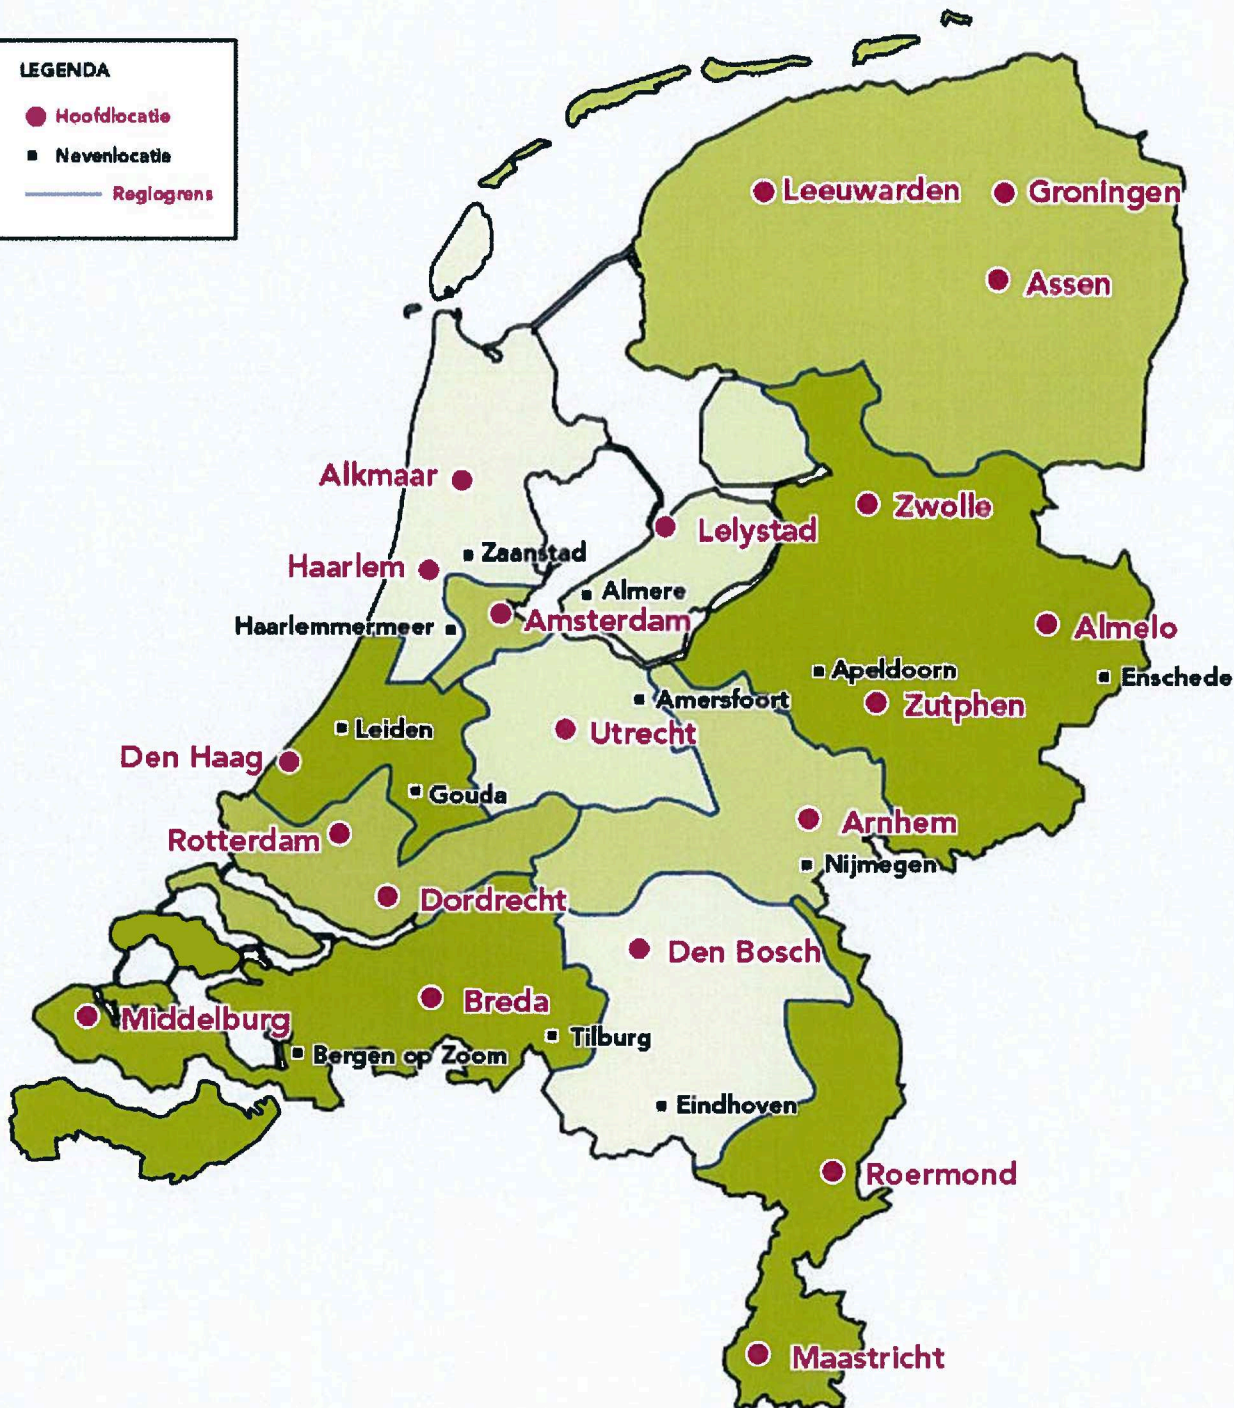 LEGENDA
Hoofdlocatie
Nevenlocatie
Regiogrens
Leeuwarden
Groningen
Assen
Alkmaar
Zwolle
Lelystad
Zaanstad
Haarlem
Almere
Amsterdam
Haarlemmermeer
Almelo
Apeldoorn
Enschede
Amersfoort
Zutphen
Leiden
Utrecht
Den Haag
Gouda
Arnhem
Rotterdam
Nijmegen
Dordrecht
Den Bosch
Breda
Middelburg
Tilburg
Bergen op Zoom
Eindhoven
Roermond
Maastricht